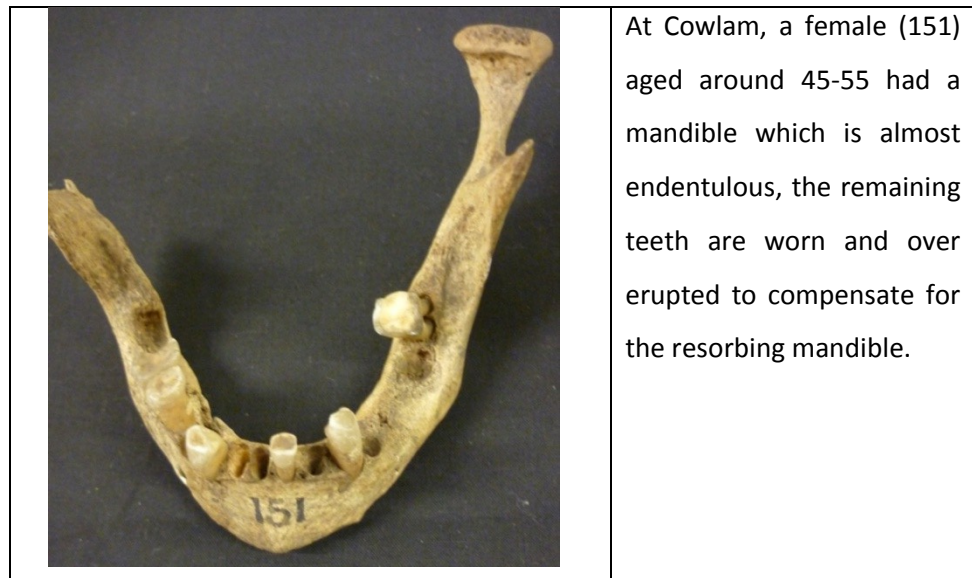 At Cowlam, a female (151)
aged around 45-55 had a
mandible which is almost
endentulous, the remaining
teeth are worn and over
erupted to compensate for
the resorbing mandible.
151